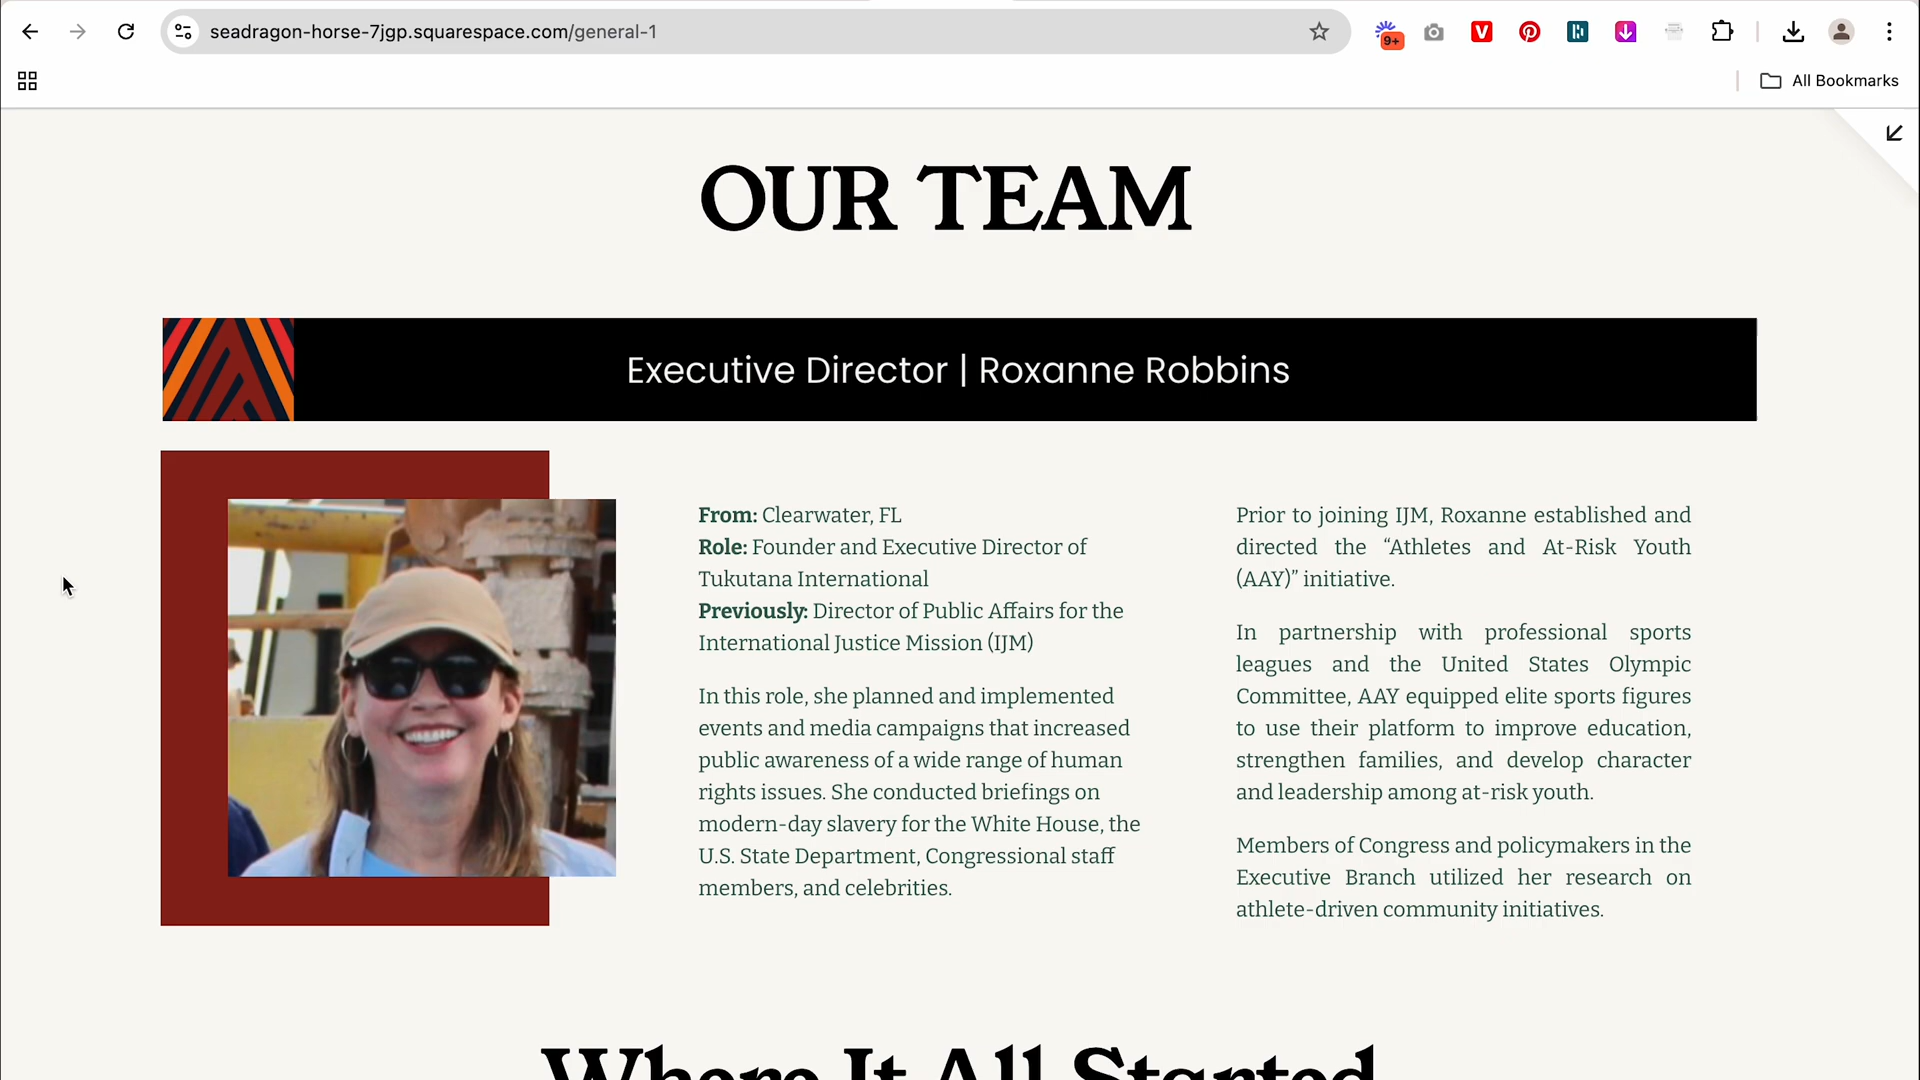 seadragon-horse-7jgp.squarespace.com/general-1
9+
All Bookmarks
OUR TEAM
Executive Director | Roxanne Robbins
From: Clearwater, FL
Role: Founder and Executive Director of
Tukutana International
Previously: Director of Public Affairs for the
International Justice Mission (IJM)
In this role, she planned and implemented
events and media campaigns that increased
public awareness of a wide range of human
rights issues. She conducted briefings on
modern-day slavery for the White House, the
U.S. State Department, Congressional staff
members, and celebrities.
Prior to joining IJM, Roxanne established and
directed the “Athletes and At-Risk Youth
(AAY)” initiative.
In partnership with professional sports
leagues and the United States Olympic
Committee, AAY equipped elite sports figures
to use their platform to improve education,
strengthen families, and develop character
and leadership among at-risk youth.
Members of Congress and policymakers in the
Executive Branch utilized her research on
athlete-driven community initiatives.
Where It All Started